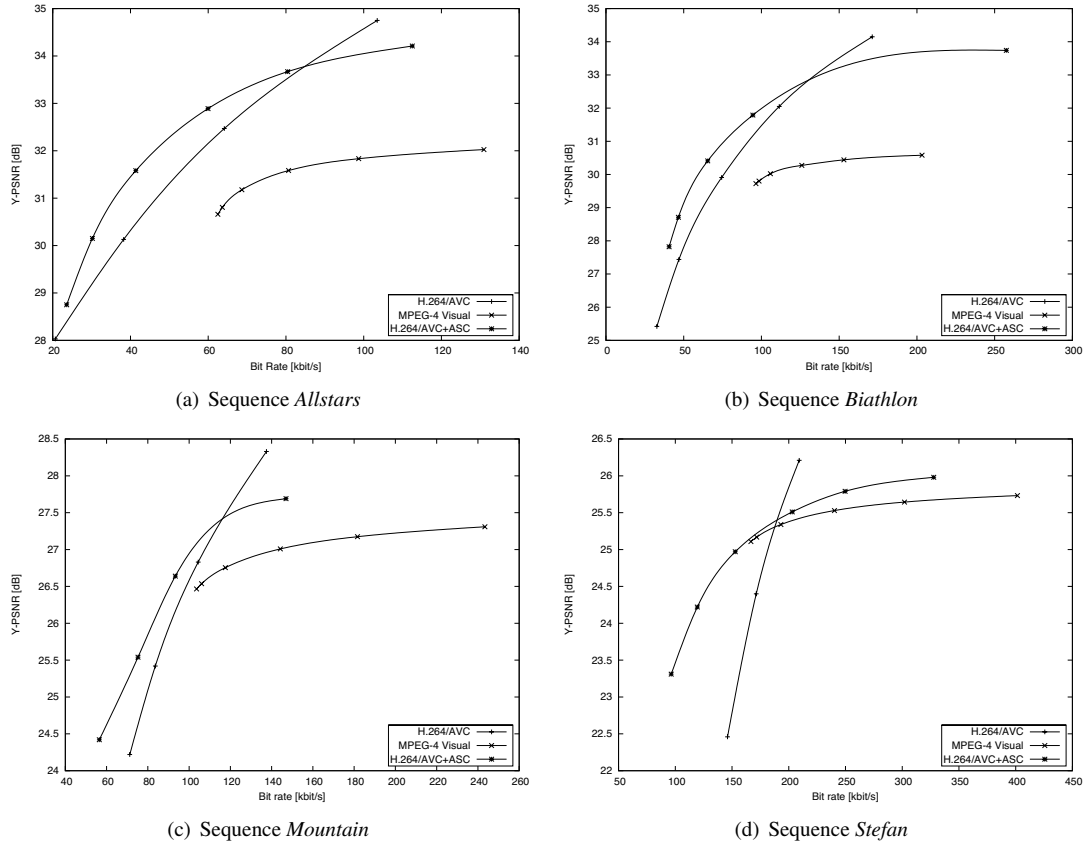 35
34
33
32
31
30
29
28
20 40 60 80 100 120 140
Y-PSNR [dB]
Bit Rate [kbit/s]
H.264/AVC
MPEG-4 Visual
H.264/AVC+ASC
(a) Sequence Allstars
35
34
33
32
31
30
29
28
27
26
25
0 50 100 150 200 250 300
Y-PSNR [dB]
Bit rate [kbit/s]
H.264/AVC
MPEG-4 Visual
H.264/AVC+ASC
(b) Sequence Biathlon
28.5
28
27.5
27
26.5
26
25.5
25
24.5
24
40 60 80 100 120 140 160 180 200 220 240 260
Y-PSNR [dB]
Bit rate [kbit/s]
H.264/AVC
MPEG-4 Visual
H.264/AVC+ASC
(c) Sequence Mountain
26.5
26
25.5
25
24.5
24
23.5
23
22.5
22
50 100 150 200 250 300 350 400 450
Y-PSNR [dB]
Bit rate [kbit/s]
H.264/AVC
MPEG-4 Visual
H.264/AVC+ASC
(d) Sequence Stefan